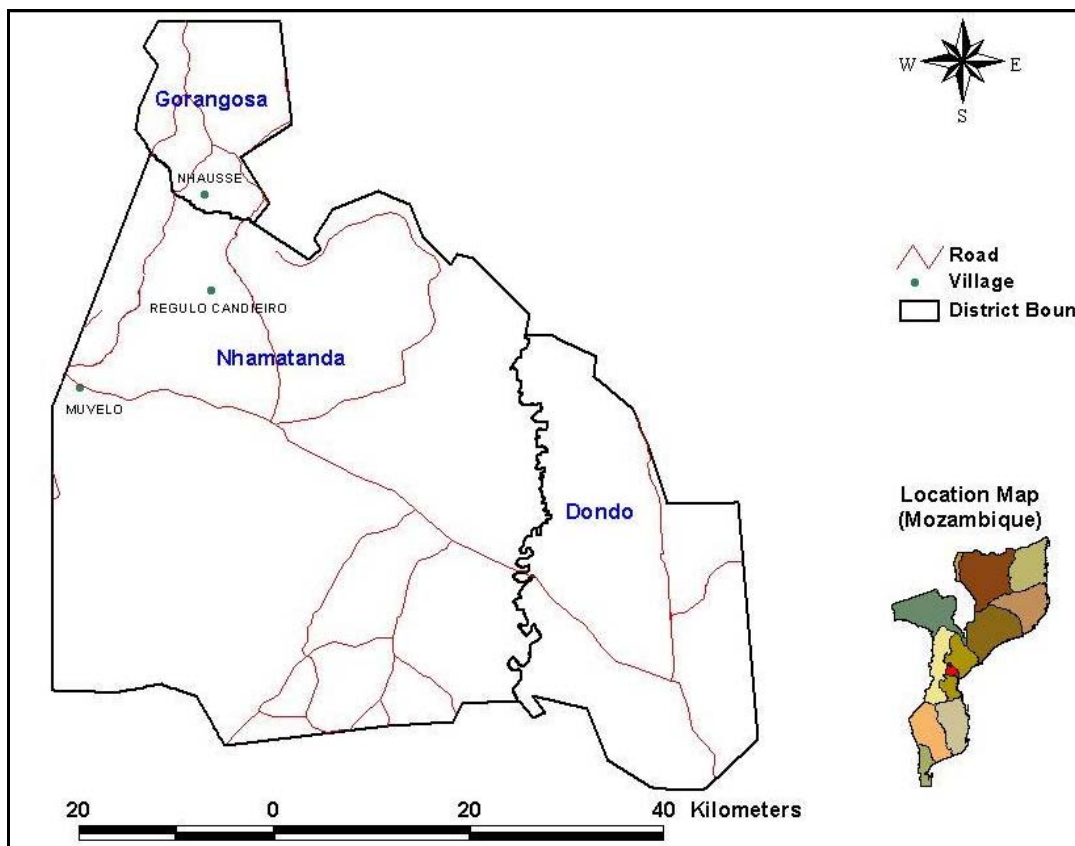 W
E
S
Gorangosa
NHAUSSE
Road
Village
District Boun
REGULO CANDIEIRO
Nhamatanda
MUVELO
Dondo
Location Map
(Mozambique)
20 0 20 40 Kilometers